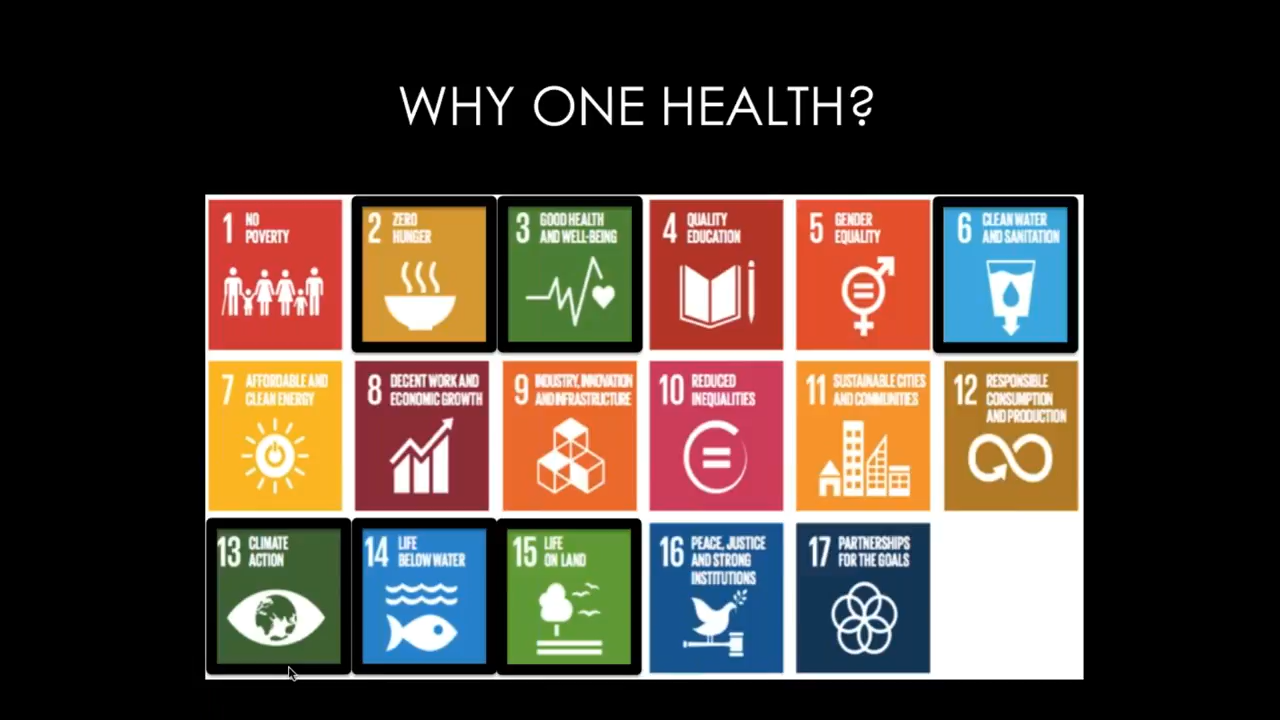 WHY ONE HEALTH?
1 NO
POVERTY
2 ZERO
HUNGER
3 GOOD HEALTH
AND WELL-BEING
4 QUALITY
EDUCATION
5 GENDER
EQUALITY
6 CLEAN WATER
AND SANITATION
7 AFFORDABLE AND
CLEAN ENERGY
8 DECENT WORK AND
ECONOMIC GROWTH
9 INDUSTRY, INNOVATION
AND INFRASTRUCTURE
10 REDUCED
INEQUALITIES
11 SUSTAINABLE CITIES
AND COMMUNITIES
12 RESPONSIBLE
CONSUMPTION
AND PRODUCTION
13 CLIMATE
ACTION
14 LIFE
BELOW WATER
15 LIFE
ON LAND
16 PEACE, JUSTICE
AND STRONG
INSTITUTIONS
17 PARTNERSHIPS
FOR THE GOALS